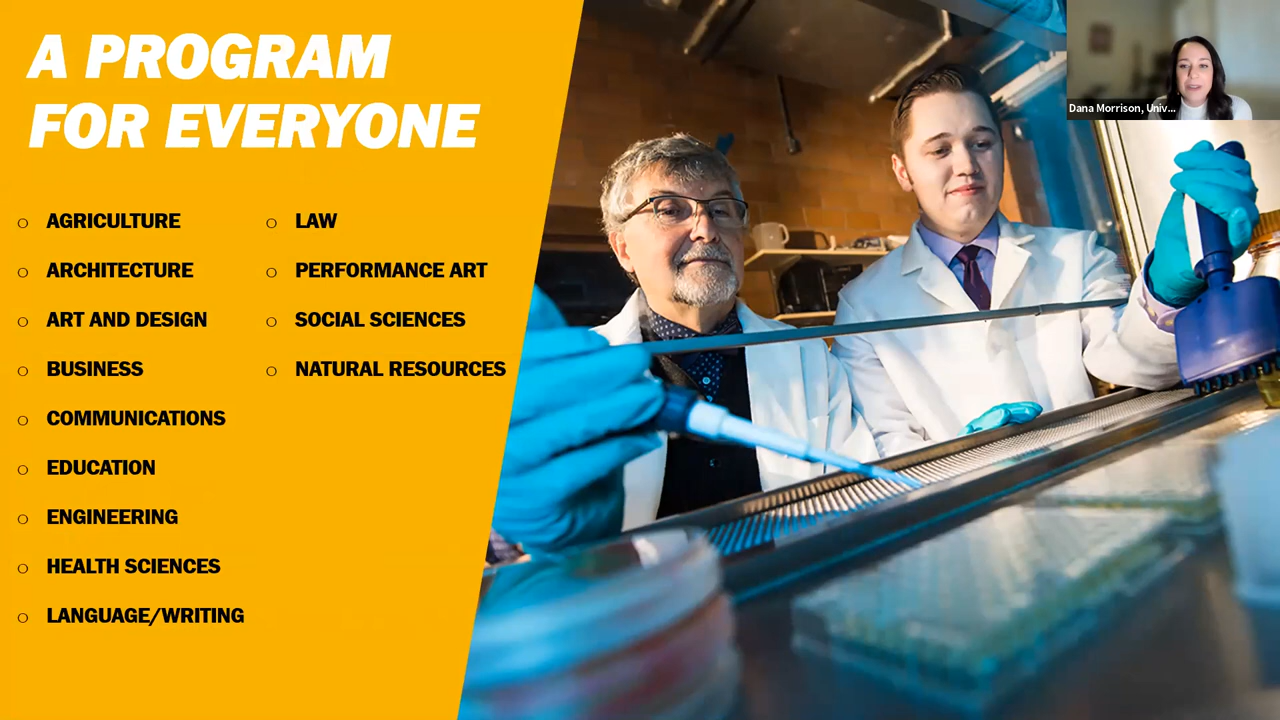 A PROGRAM
FOR EVERYONE
AGRICULTURE
ARCHITECTURE
ART AND DESIGN
BUSINESS
COMMUNICATIONS
EDUCATION
ENGINEERING
HEALTH SCIENCES
LANGUAGE/WRITING
LAW
PERFORMANCE ART
SOCIAL SCIENCES
NATURAL RESOURCES
Dana Morrison, Univ...